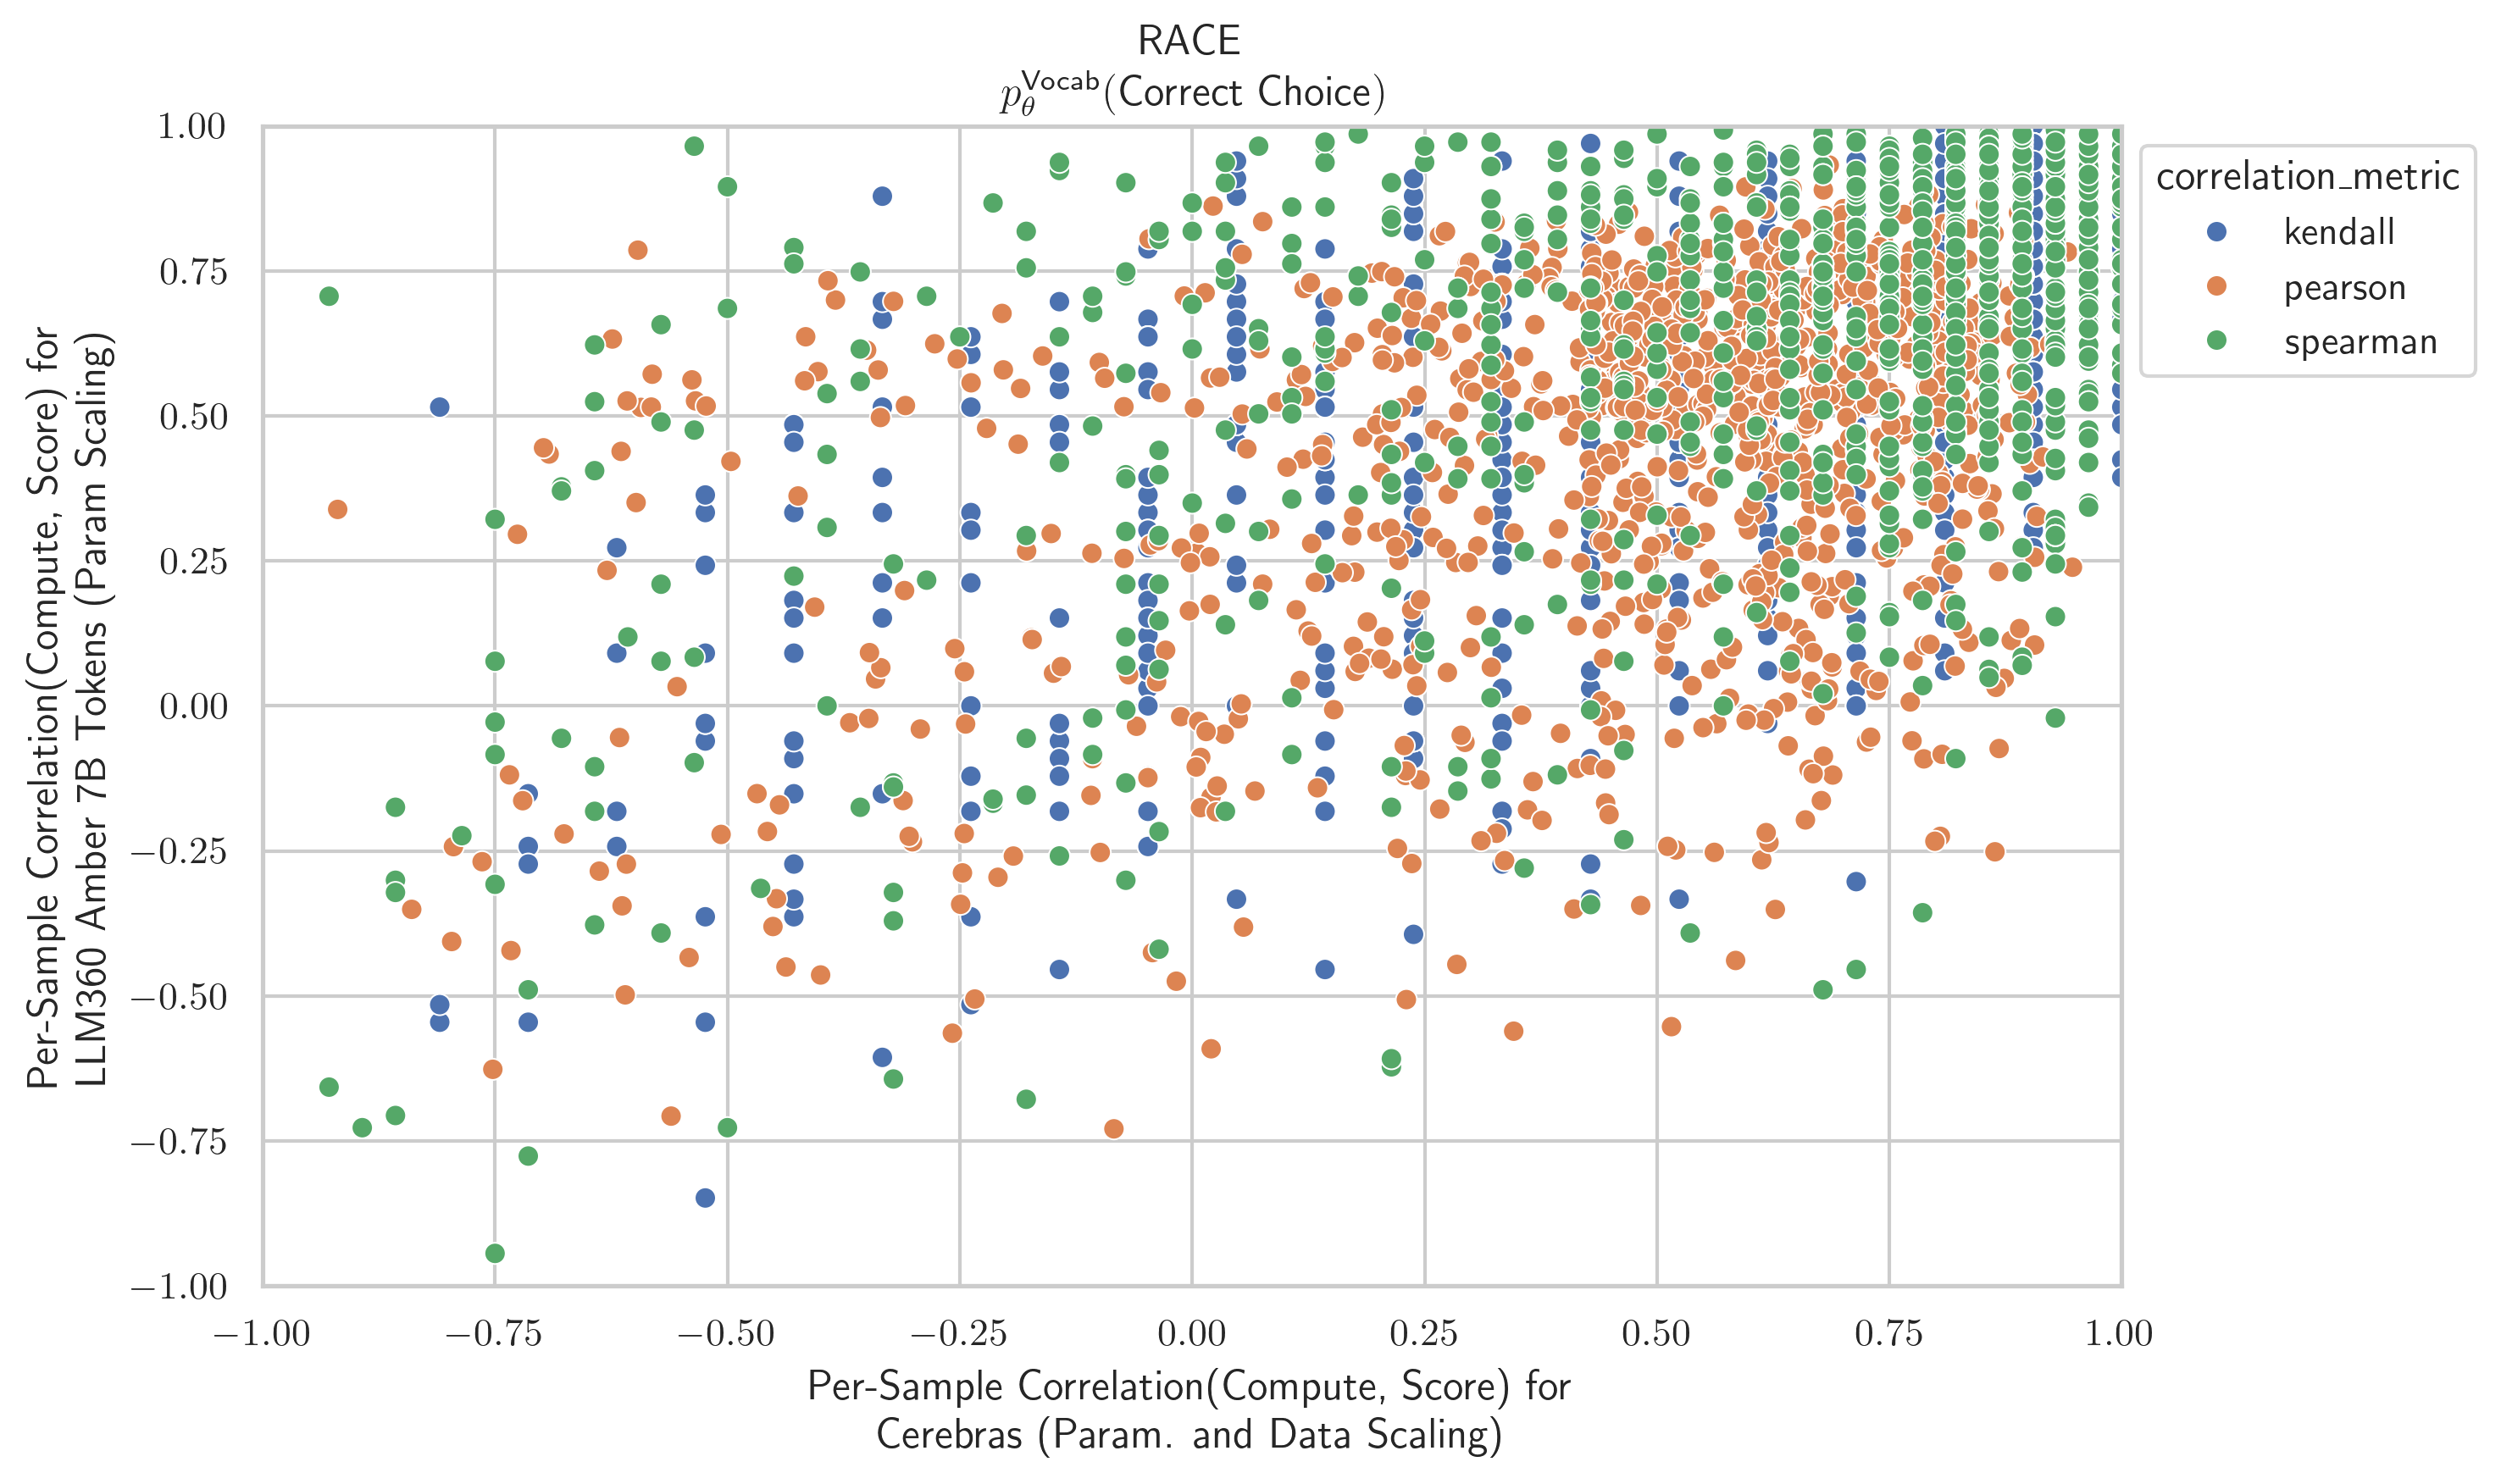 RACE
p_θ^Vocab(Correct Choice)
Per-Sample Correlation(Compute, Score) for
LLM360 Amber 7B Tokens (Param Scaling)
1.00
0.75
0.50
0.25
0.00
−0.25
−0.50
−0.75
−1.00
−1.00 −0.75 −0.50 −0.25 0.00 0.25 0.50 0.75 1.00
Per-Sample Correlation(Compute, Score) for
Cerebras (Param. and Data Scaling)
correlation_metric
kendall
pearson
spearman